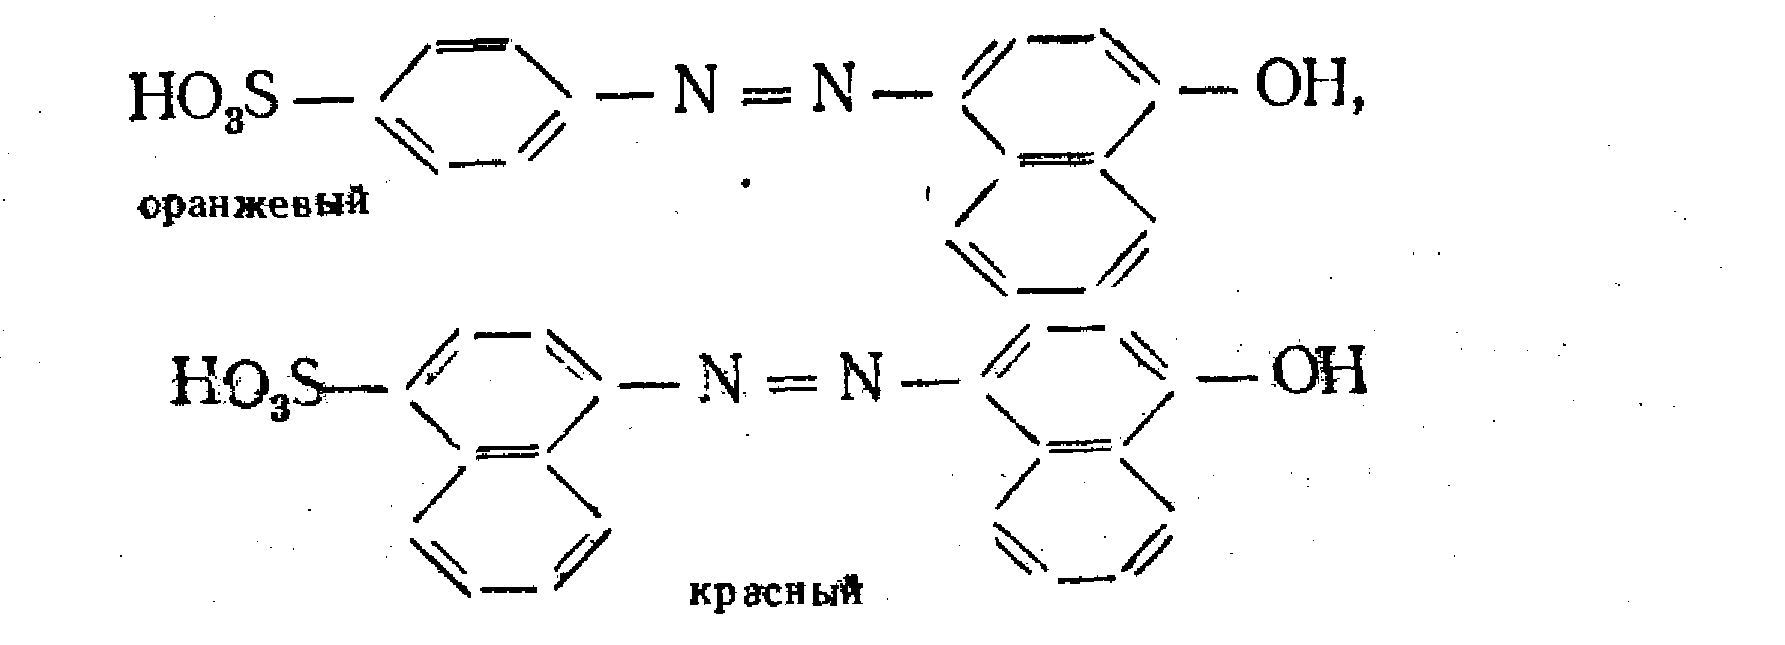 HO₃S — N = N — OH,
оранжевый
HO₃S — N = N — OH
красный